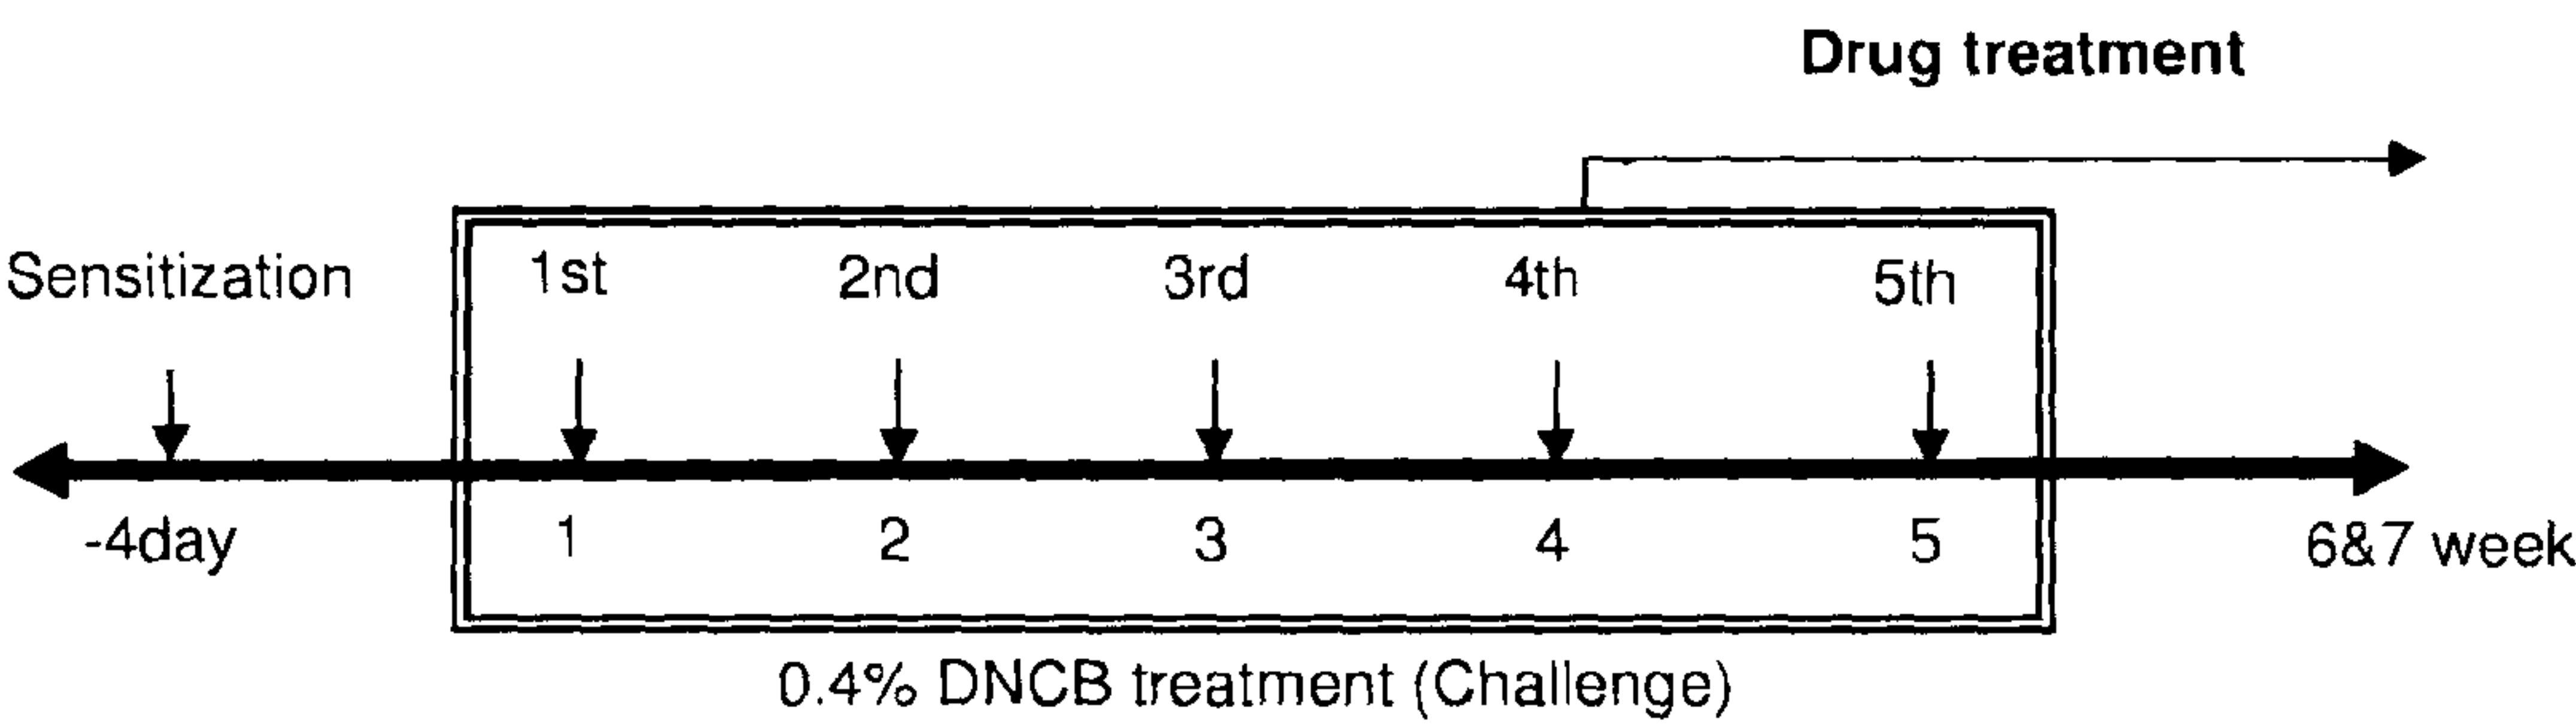 Drug treatment
Sensitization 1st 2nd 3rd 4th 5th
-4day 1 2 3 4 5 6&7 week
0.4% DNCB treatment (Challenge)